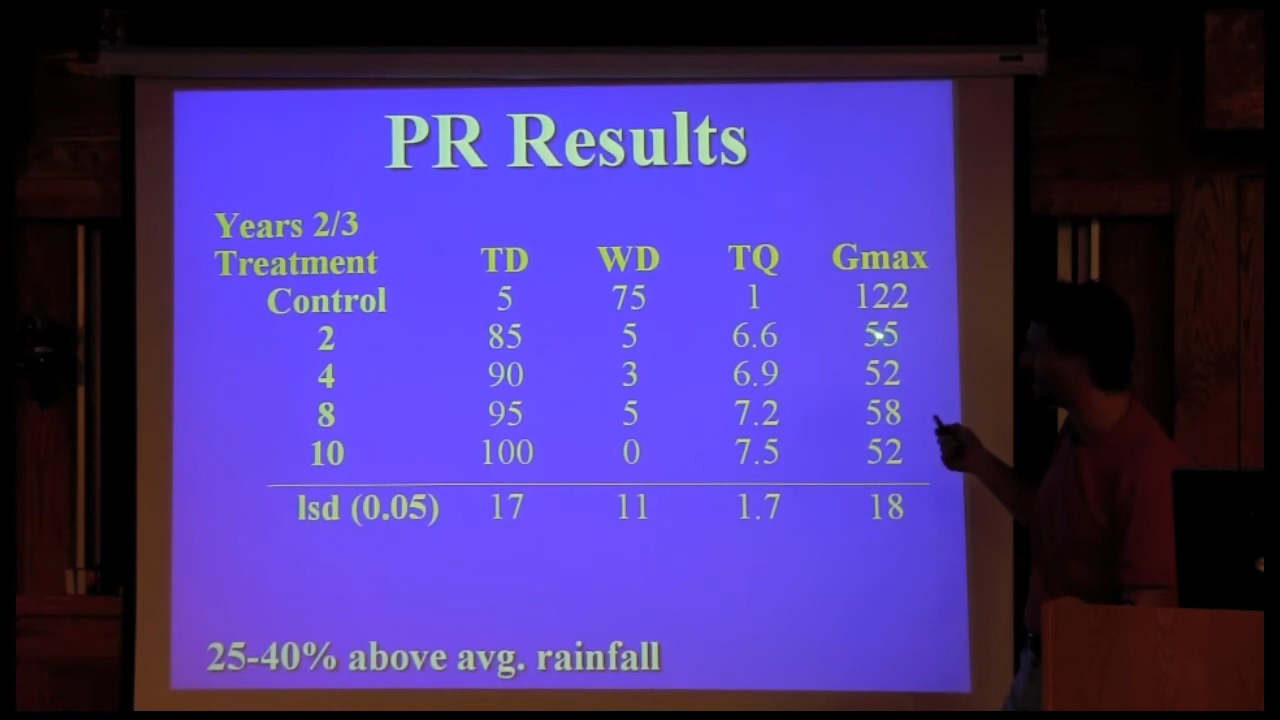 PR Results
Years 2/3
Treatment TD WD TQ Gmax
Control 5 75 1 122
2 85 5 6.6 55
4 90 3 6.9 52
8 95 5 7.2 58
10 100 0 7.5 52
lsd (0.05) 17 11 1.7 18
25-40% above avg. rainfall